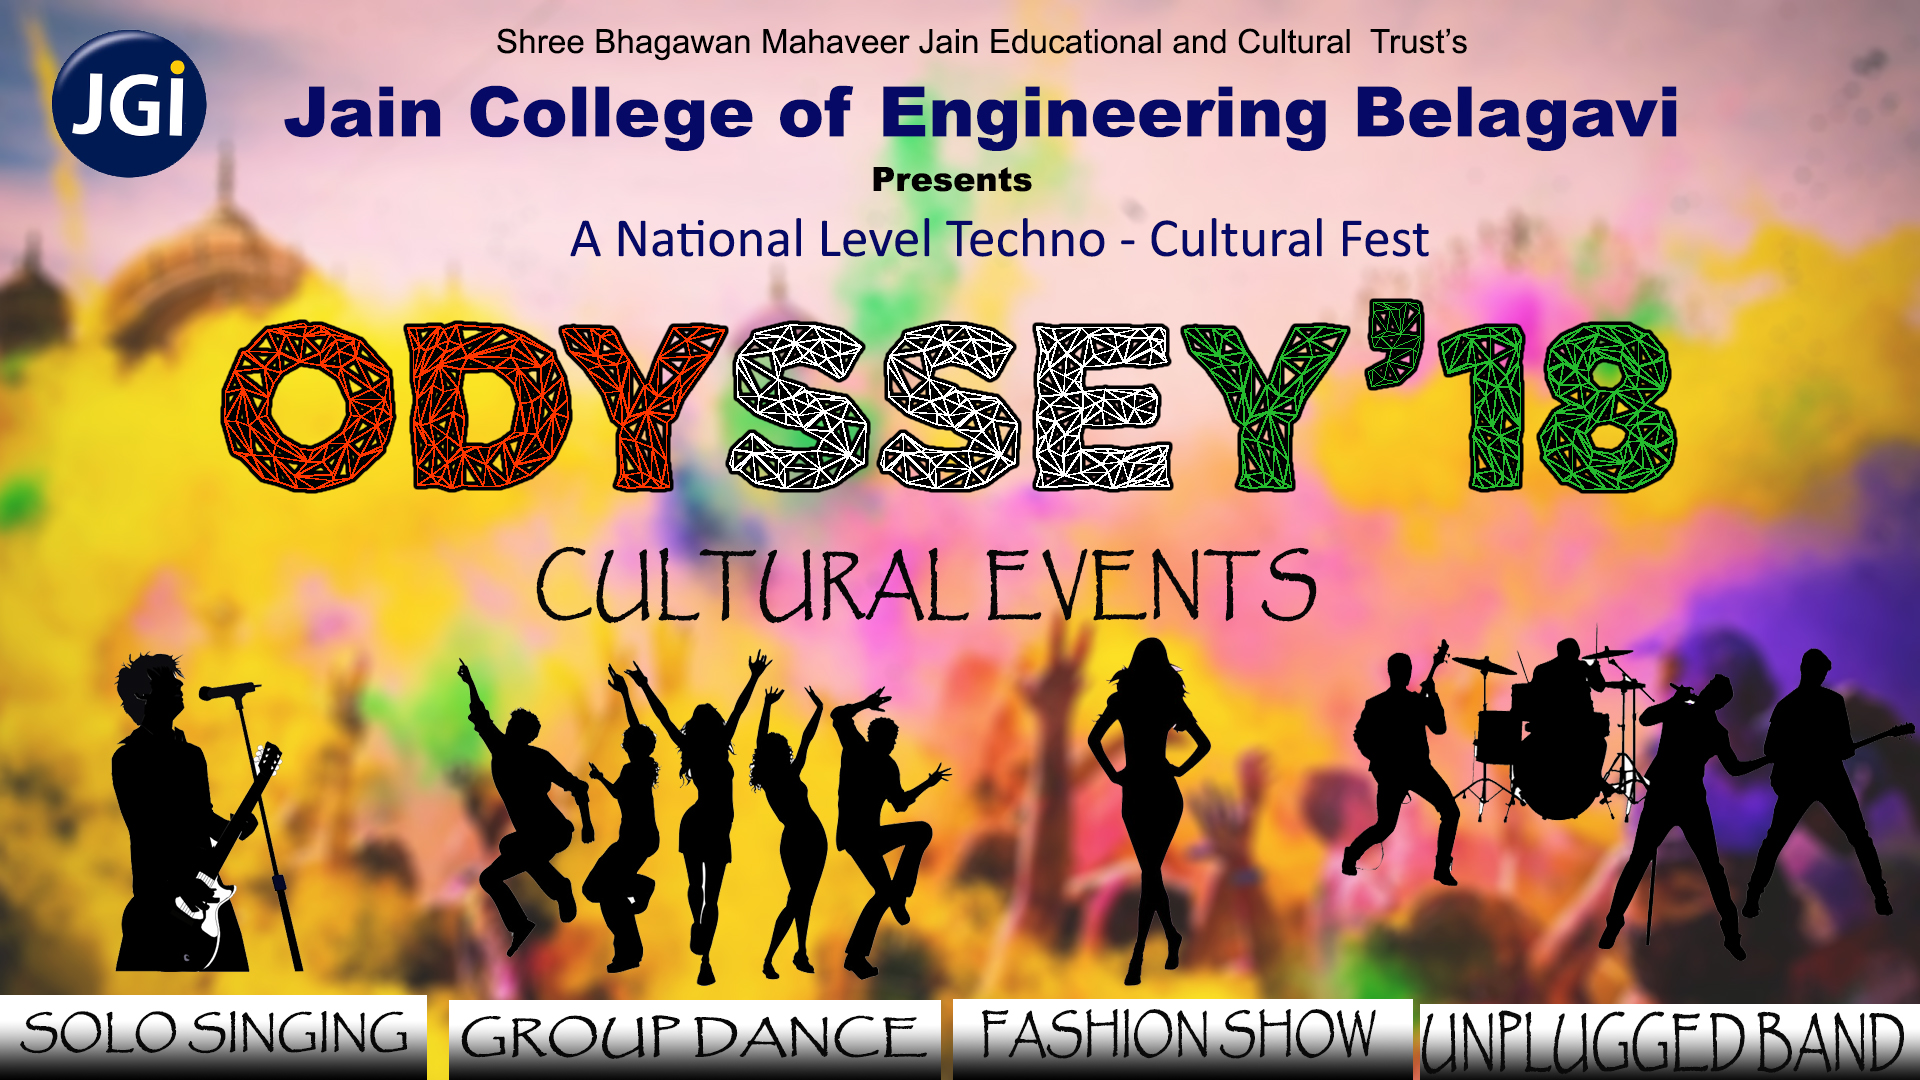 JGi
Shree Bhagawan Mahaveer Jain Educational and Cultural Trust’s
Jain College of Engineering Belagavi
Presents
A National Level Techno - Cultural Fest
ODYSSEY’18
CULTURAL EVENTS
SOLO SINGING
GROUP DANCE
FASHION SHOW
UNPLUGGED BAND